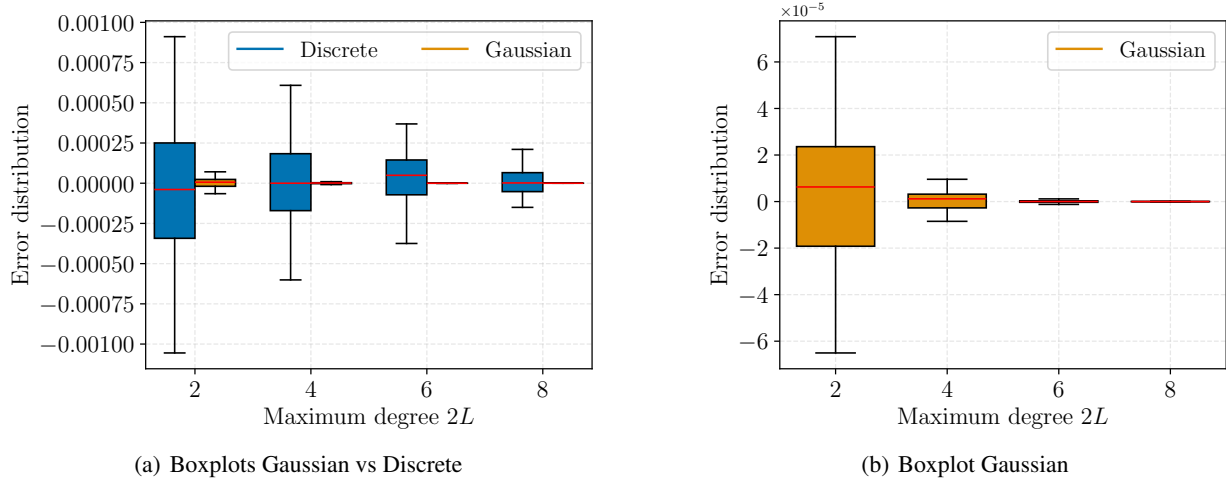 0.00100
0.00075
0.00050
0.00025
0.00000
−0.00025
−0.00050
−0.00075
−0.00100
Error distribution
Discrete
Gaussian
2 4 6 8
Maximum degree 2L
(a) Boxplots Gaussian vs Discrete
×10−5
6
4
2
0
−2
−4
−6
Error distribution
Gaussian
2 4 6 8
Maximum degree 2L
(b) Boxplot Gaussian